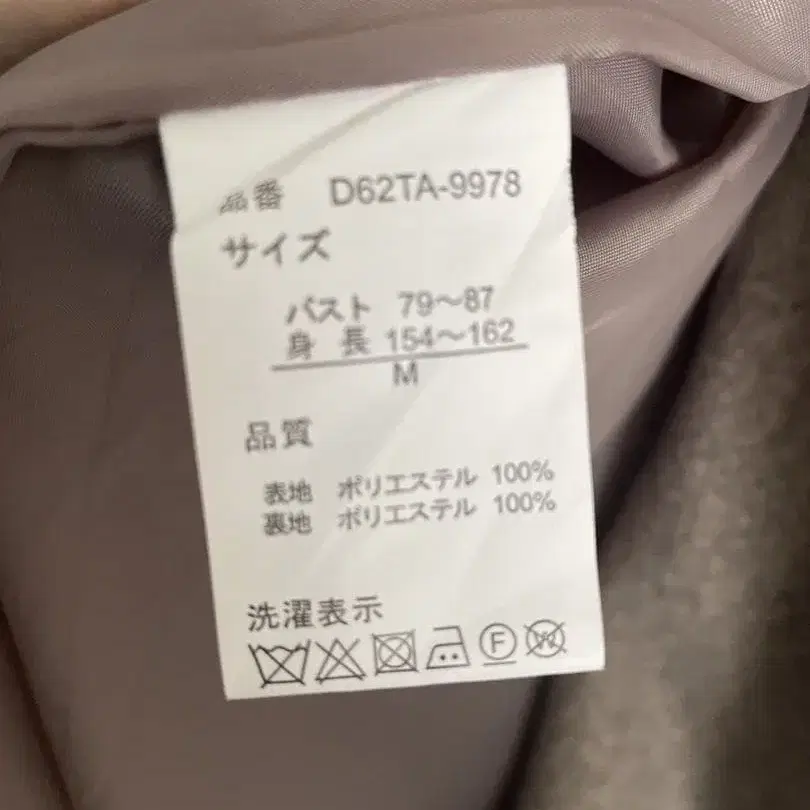 品番 D62TA-9978
サイズ
バスト 79〜87
身長 154〜162
M
品質
表地 ポリエステル 100%
裏地 ポリエステル 100%
洗濯表示
F W